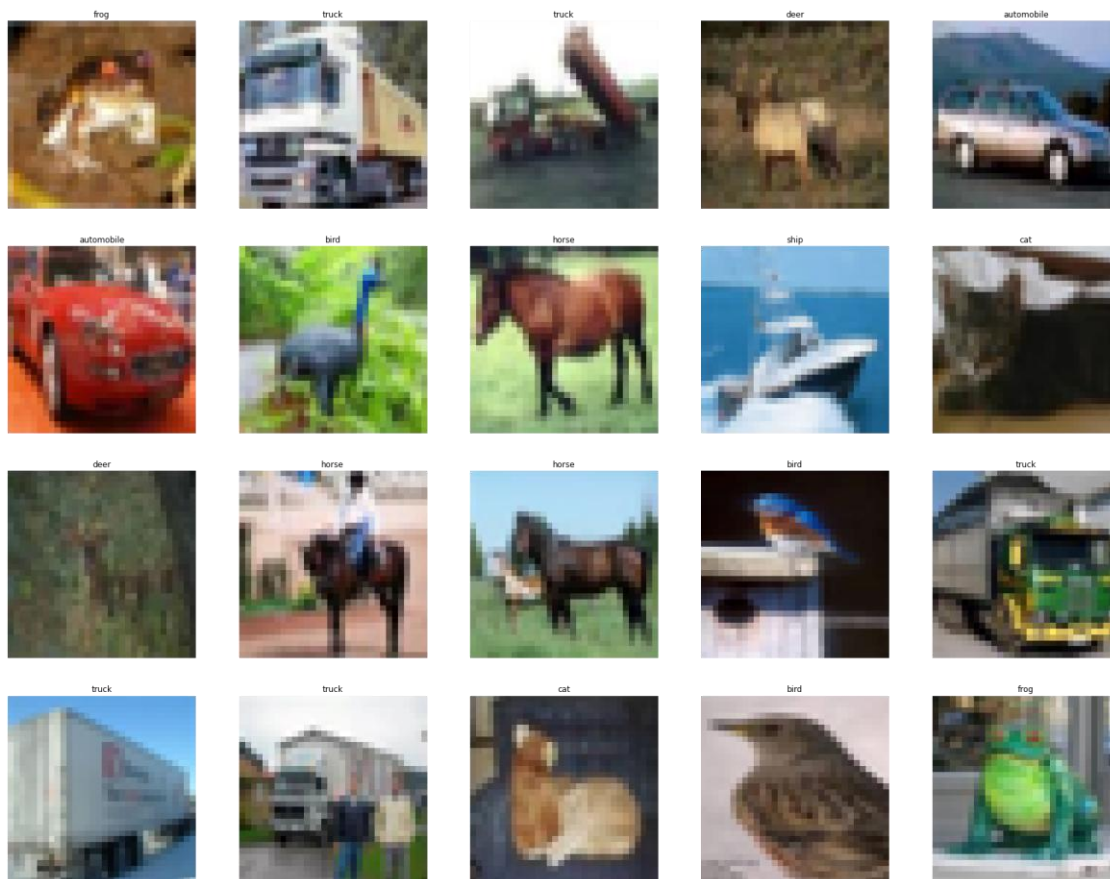 frog truck truck deer automobile
automobile bird horse ship cat
deer horse horse bird truck
truck truck cat bird frog